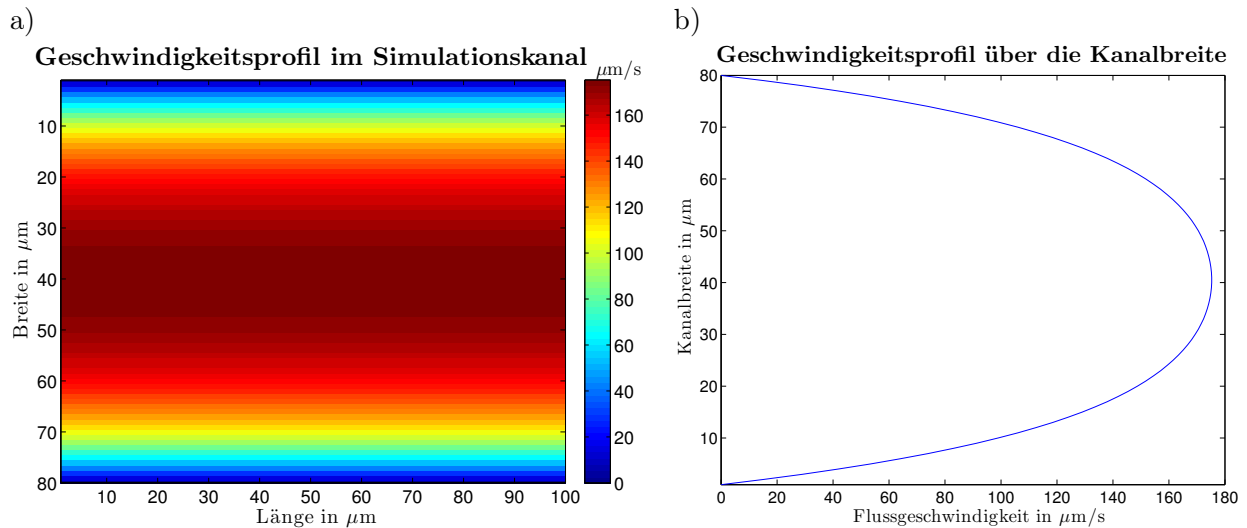 a)
Geschwindigkeitsprofil im Simulationskanal
μm/s
10
20
30
40
50
60
70
80
Breite in μm
10 20 30 40 50 60 70 80 90 100
Länge in μm
160
140
120
100
80
60
40
20
0
b)
Geschwindigkeitsprofil über die Kanalbreite
80
70
60
50
40
30
20
10
Kanalbreite in μm
0 20 40 60 80 100 120 140 160 180
Flussgeschwindigkeit in μm/s